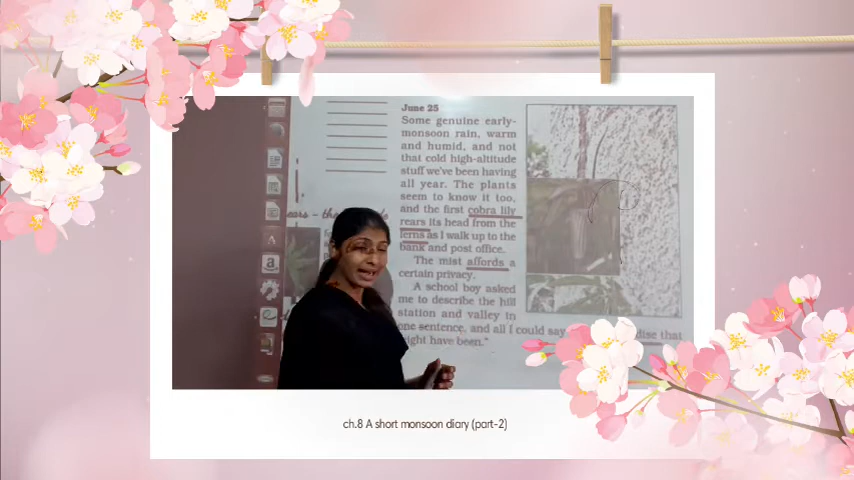 June 25
Some genuine early-
monsoon rain, warm
and humid, and not
that cold high-altitude
stuff we've been having
all year. The plants
seem to know it too,
and the first cobra lily
rears its head from the
ferns as I walk up to the
bank and post office.
The mist affords a
certain privacy.
A school boy asked
me to describe the hill
station and valley in
one sentence, and all I could say
dise that
ight have been."
ch.8 A short monsoon diary (part-2)